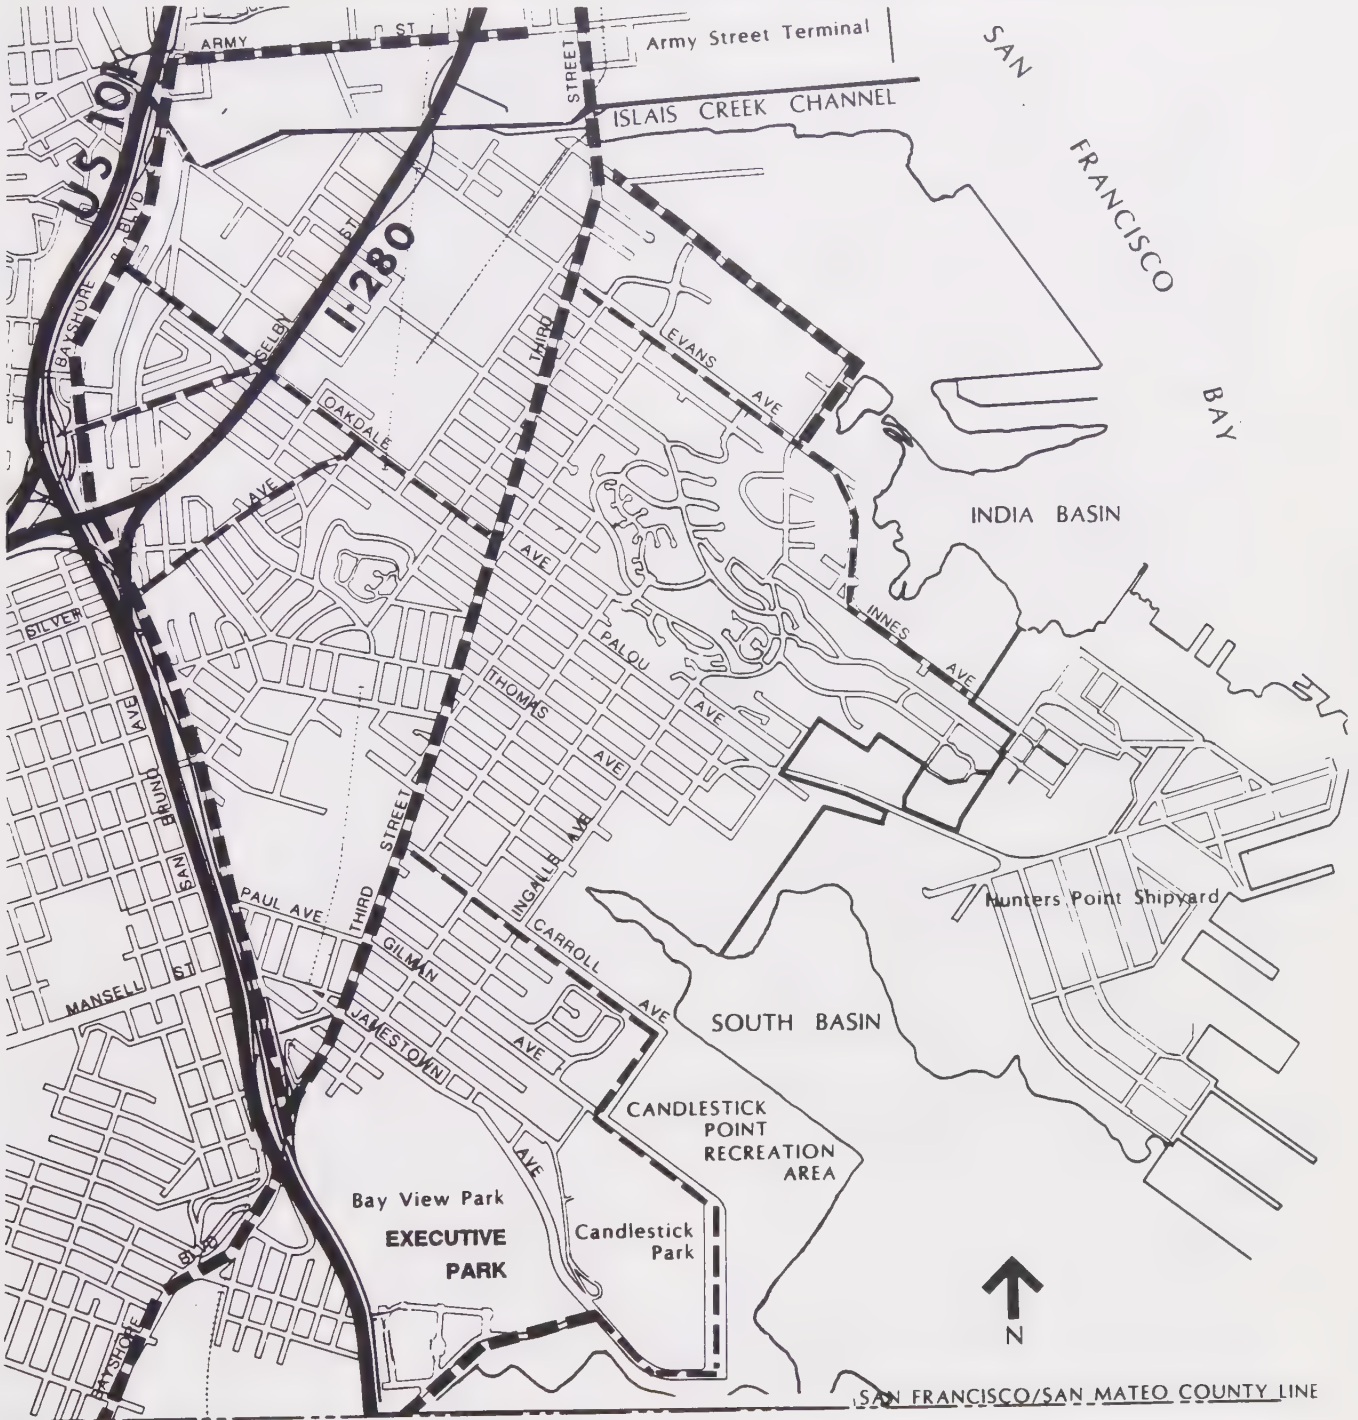 ARMY ST
Army Street Terminal
SAN FRANCISCO BAY
US 101
STREET
ISLAIS CREEK CHANNEL
BLVD
BAYSHORE
ST
I-280
SELBY
THIRD
EVANS
AVE
OAKDALE
AVE
INDIA BASIN
AVE
SILVER
INNES
AVE
PALOU
AVE
THOMAS
AVE
AVE
BRUNO
SAN
STREET
THIRD
INGALLS AVE
PAUL AVE
Hunters Point Shipyard
CARROLL
AVE
GILMAN
AVE
MANSELL ST
JAMESTOWN
AVE
SOUTH BASIN
CANDLESTICK
POINT
RECREATION
AREA
Bay View Park
EXECUTIVE
PARK
Candlestick
Park
BLVD
BAYSHORE
N
SAN FRANCISCO/SAN MATEO COUNTY LINE